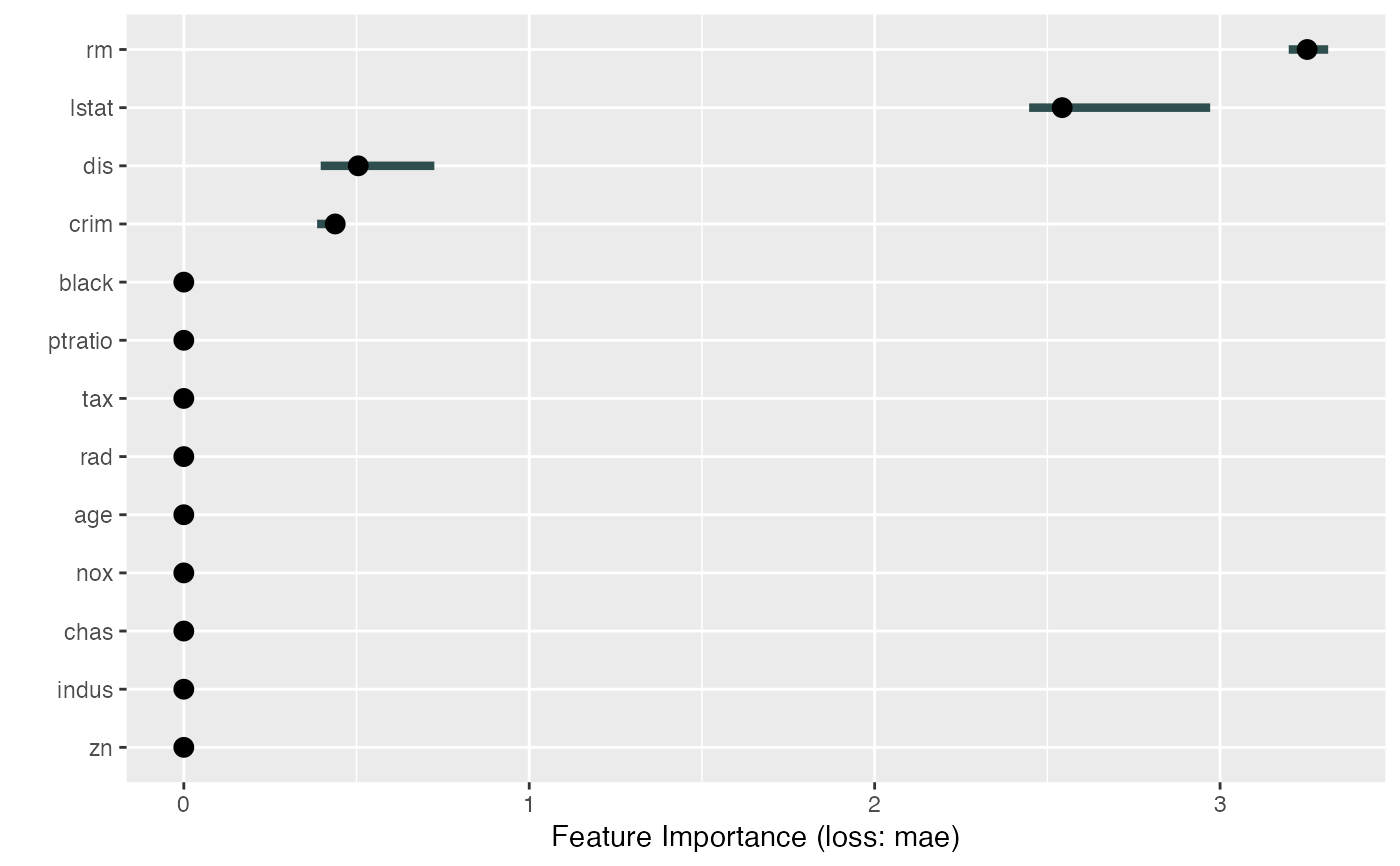 rm
lstat
dis
crim
black
ptratio
tax
rad
age
nox
chas
indus
zn
0 1 2 3
Feature Importance (loss: mae)